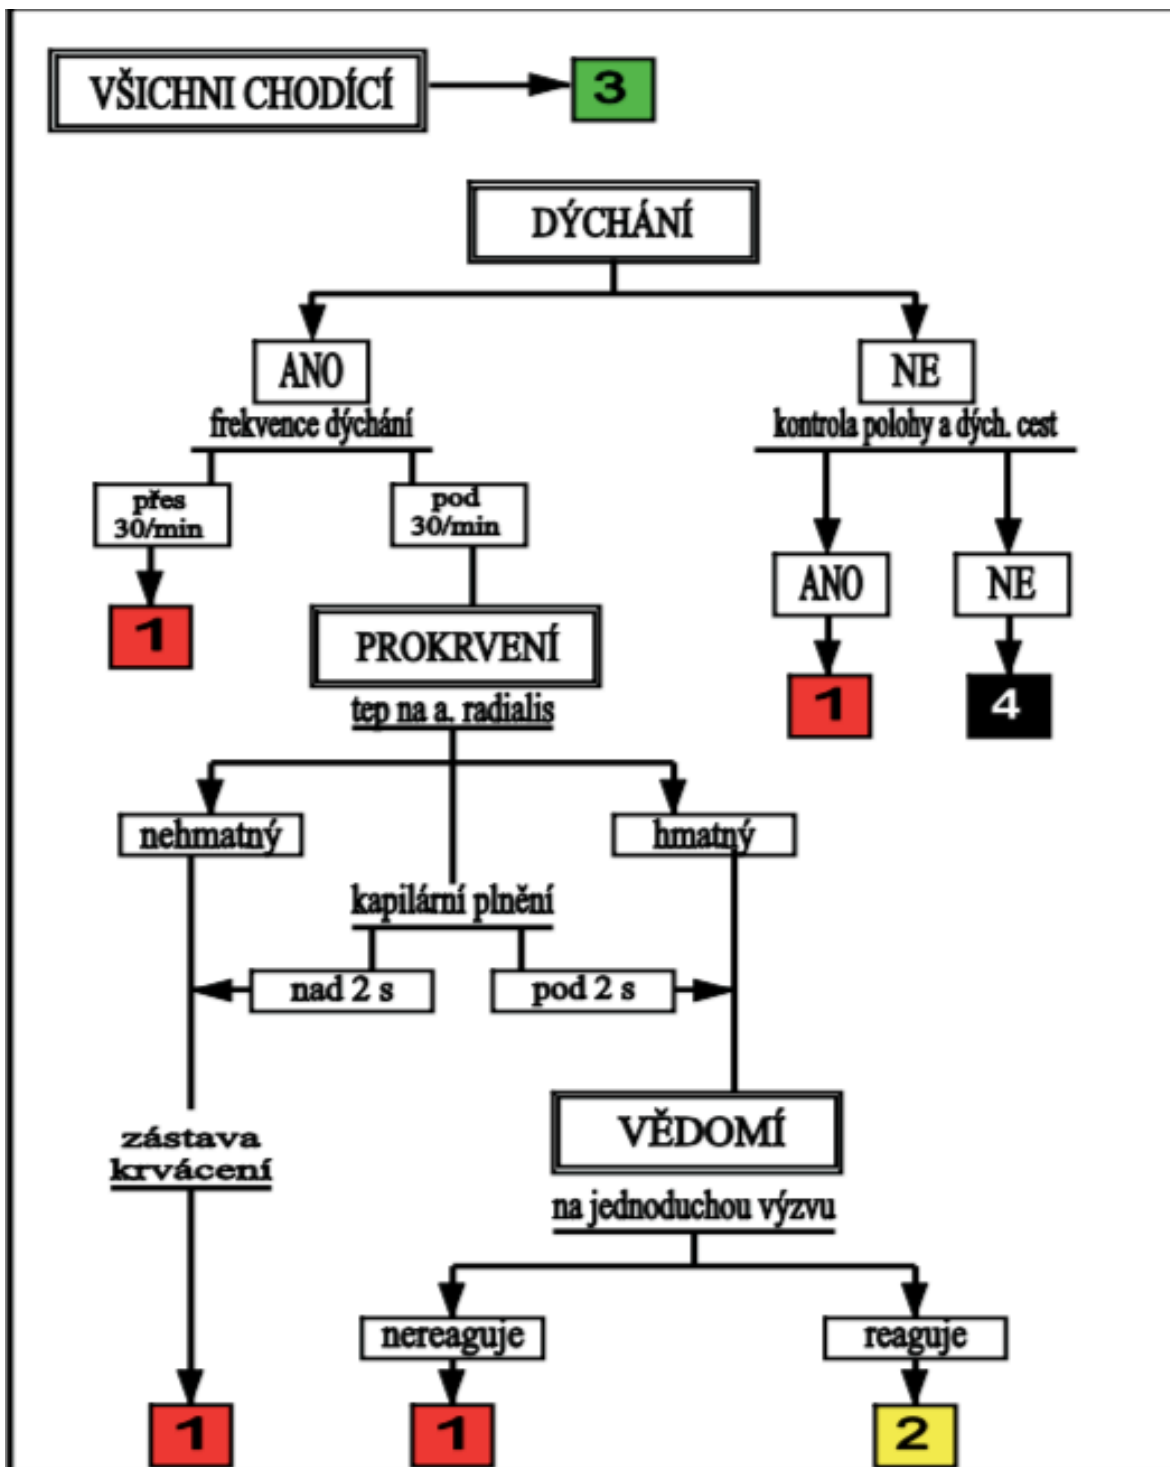 VŠICHNI CHODÍCÍ
3
DÝCHÁNÍ
ANO
NE
frekvence dýchání
kontrola polohy a dých. cest
přes
30/min
pod
30/min
ANO
NE
1
PROKRVENÍ
1
4
tep na a. radialis
nehmatný
hmatný
kapilární plnění
nad 2 s
pod 2 s
zástava
krvácení
VĚDOMÍ
na jednoduchou výzvu
nereaguje
reaguje
1
1
2